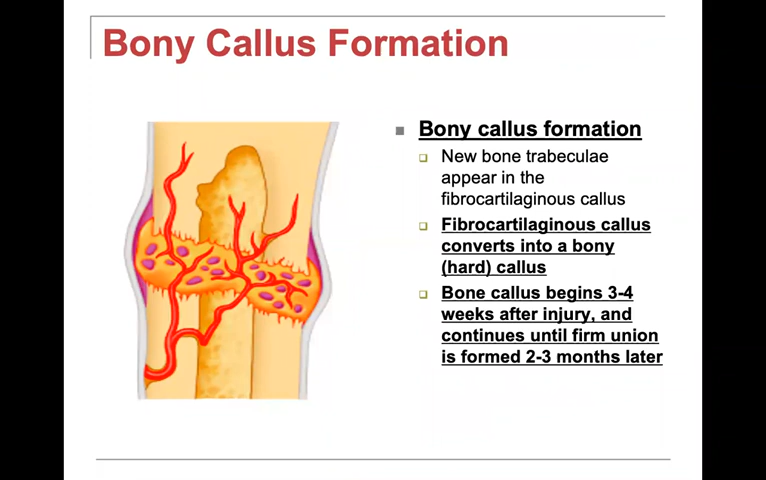 Bony Callus Formation
Bony callus formation
New bone trabeculae
appear in the
fibrocartilaginous callus
Fibrocartilaginous callus
converts into a bony
(hard) callus
Bone callus begins 3-4
weeks after injury, and
continues until firm union
is formed 2-3 months later